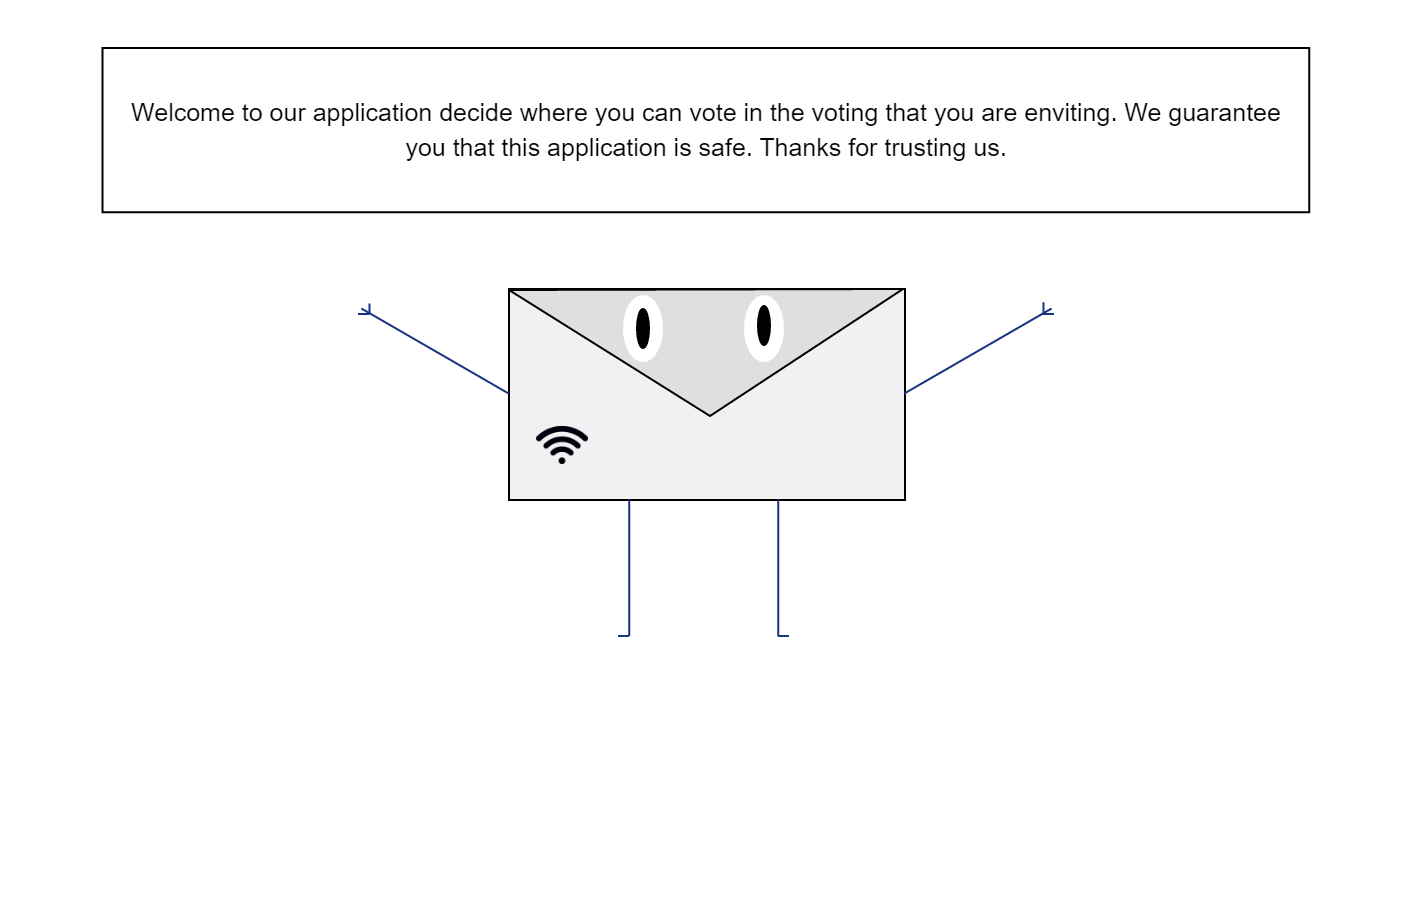 Welcome to our application decide where you can vote in the voting that you are enviting. We guarantee
you that this application is safe. Thanks for trusting us.